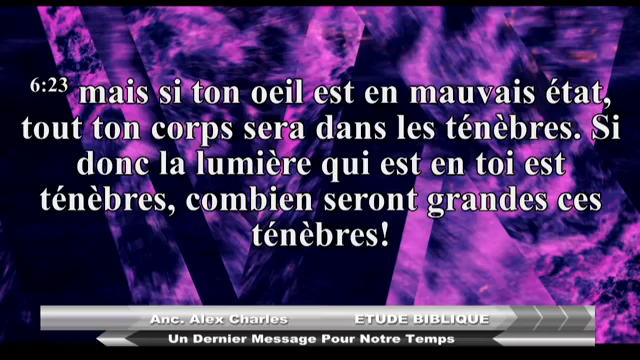 6:23 mais si ton oeil est en mauvais état,
tout ton corps sera dans les ténèbres. Si
donc la lumière qui est en toi est
ténèbres, combien seront grandes ces
ténèbres!
Anc. Alex Charles ETUDE BIBLIQUE
Un Dernier Message Pour Notre Temps